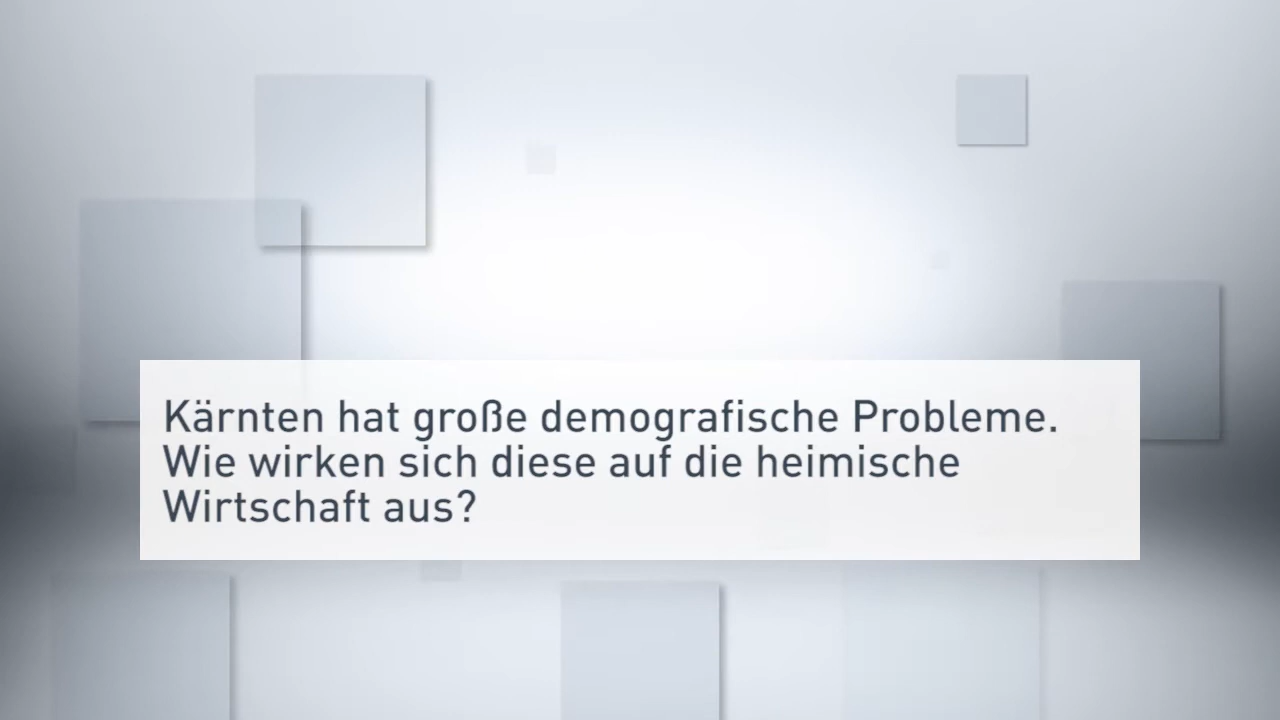 Kärnten hat große demografische Probleme.
Wie wirken sich diese auf die heimische
Wirtschaft aus?